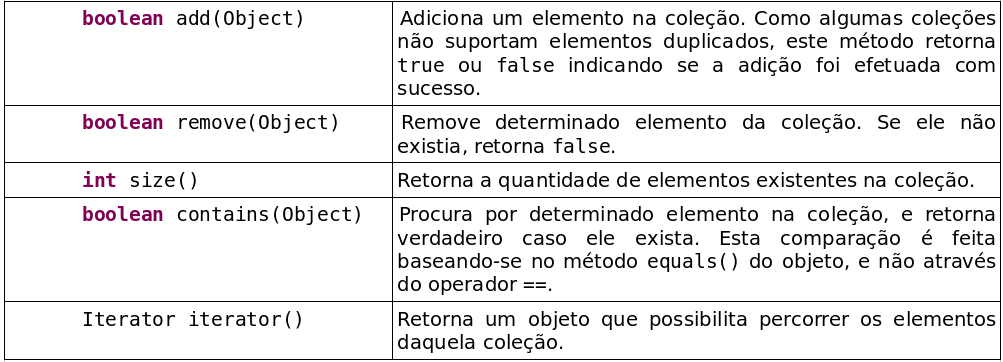 boolean add(Object)
Adiciona um elemento na coleção. Como algumas coleções
não suportam elementos duplicados, este método retorna
true ou false indicando se a adição foi efetuada com
sucesso.
boolean remove(Object)
Remove determinado elemento da coleção. Se ele não
existia, retorna false.
int size()
Retorna a quantidade de elementos existentes na coleção.
boolean contains(Object)
Procura por determinado elemento na coleção, e retorna
verdadeiro caso ele exista. Esta comparação é feita
baseando-se no método equals() do objeto, e não através
do operador ==.
Iterator iterator()
Retorna um objeto que possibilita percorrer os elementos
daquela coleção.